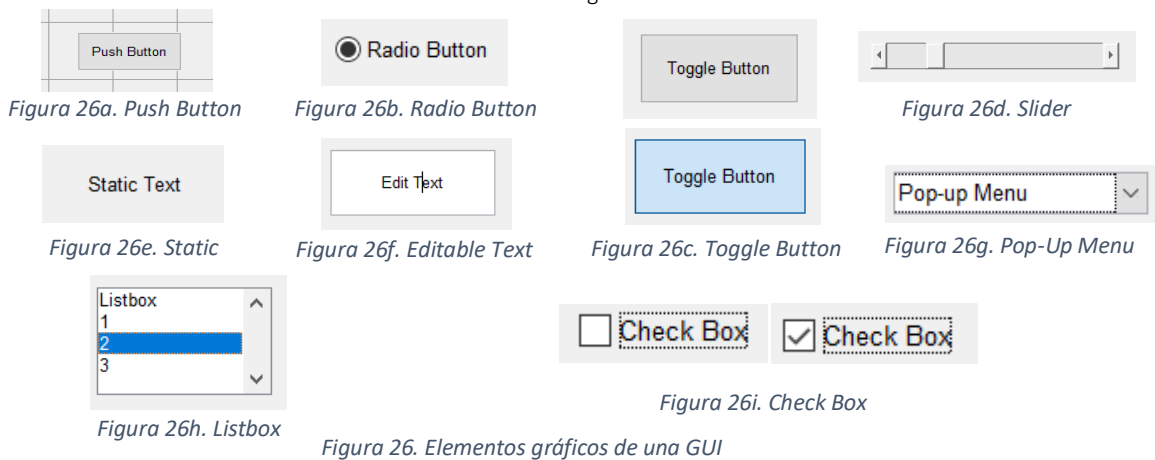 Push Button
Radio Button
Toggle Button
Figura 26a. Push Button
Figura 26b. Radio Button
Figura 26d. Slider
Static Text
Edit Text
Toggle Button
Pop-up Menu
Figura 26e. Static
Figura 26f. Editable Text
Figura 26c. Toggle Button
Figura 26g. Pop-Up Menu
Listbox
1
2
3
Check Box
Check Box
Figura 26h. Listbox
Figura 26i. Check Box
Figura 26. Elementos gráficos de una GUI